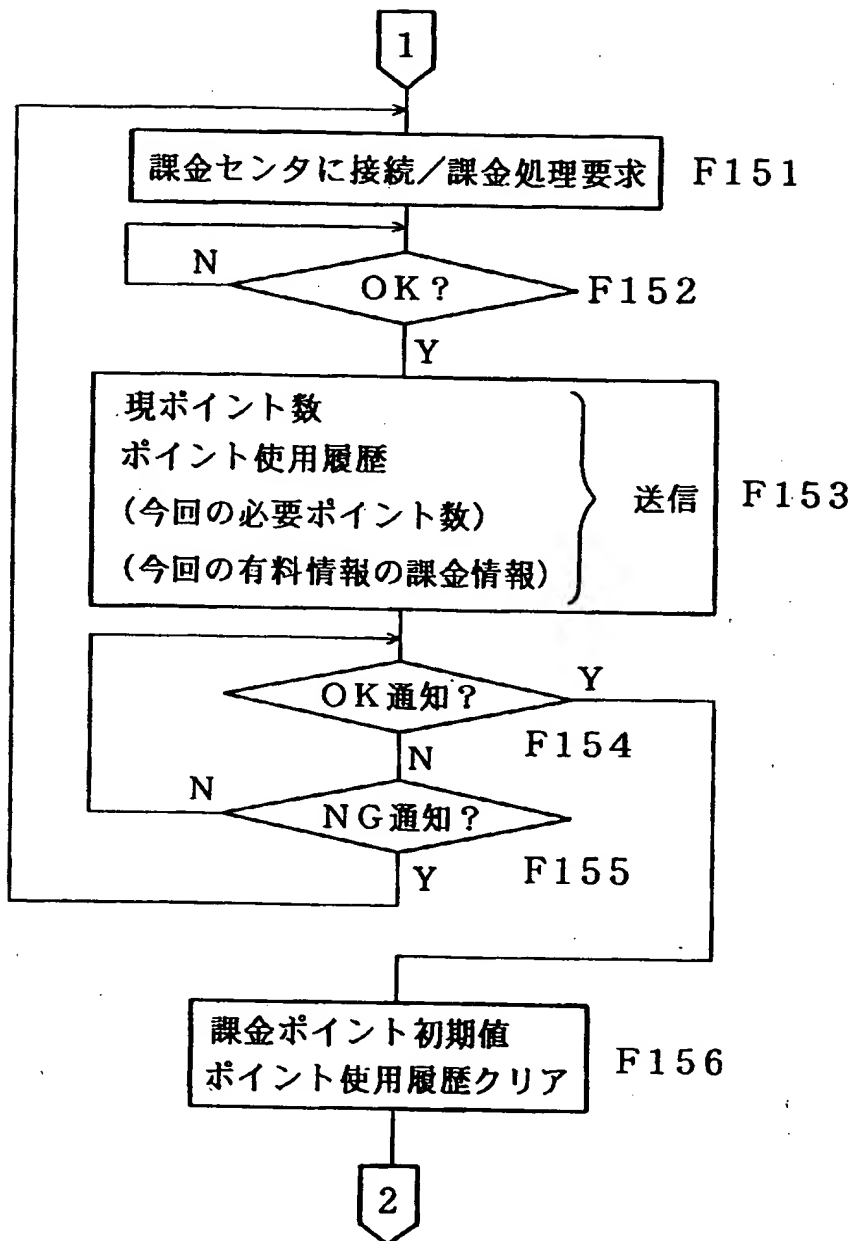 1
課金センタに接続/課金処理要求 F151
N OK? F152
Y
現ポイント数
ポイント使用履歴
(今回の必要ポイント数)
(今回の有料情報の課金情報)
送信 F153
OK通知? Y
F154
N
N NG通知?
Y F155
課金ポイント初期値
ポイント使用履歴クリア
F156
2